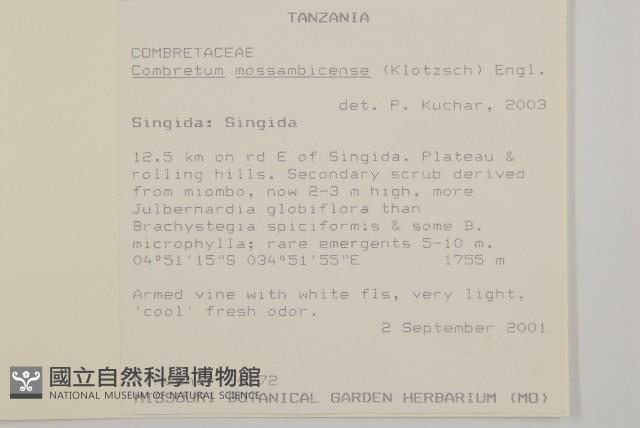 TANZANIA
COMBRETACEAE
Combretum mossambicense (Klotzsch) Engl.
det. P. Kuchar, 2003
Singida: Singida
12.5 km on rd E of Singida. Plateau &
rolling hills. Secondary scrub derived
from miombo, now 2-3 m high, more
Julbernardia globiflora than
Brachystegia spiciformis & some B.
microphylla; rare emergents 5-10 m.
04°51'15"S 034°51'55"E 1755 m
Armed vine with white fls, very light,
'cool' fresh odor.
2 September 2001
國立自然科學博物館
NATIONAL MUSEUM OF NATURAL SCIENCE
MISSOURI BOTANICAL GARDEN HERBARIUM (MO)